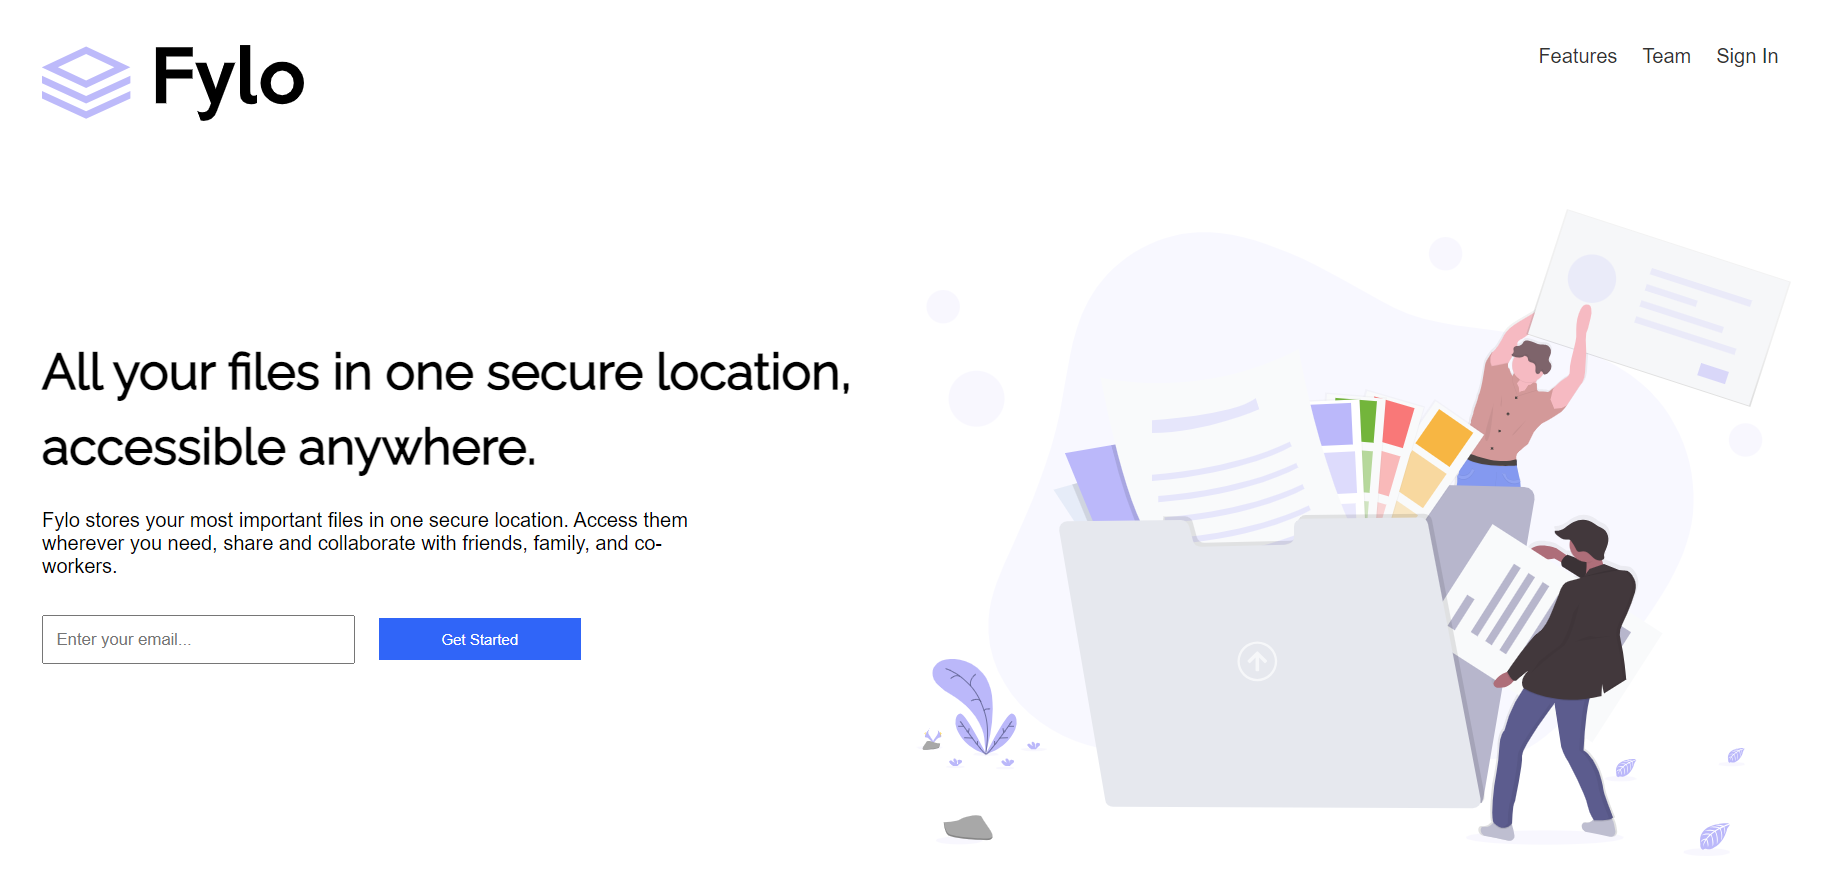 Fylo
Features Team Sign In
All your files in one secure location,
accessible anywhere.
Fylo stores your most important files in one secure location. Access them
wherever you need, share and collaborate with friends, family, and co-
workers.
Enter your email...
Get Started